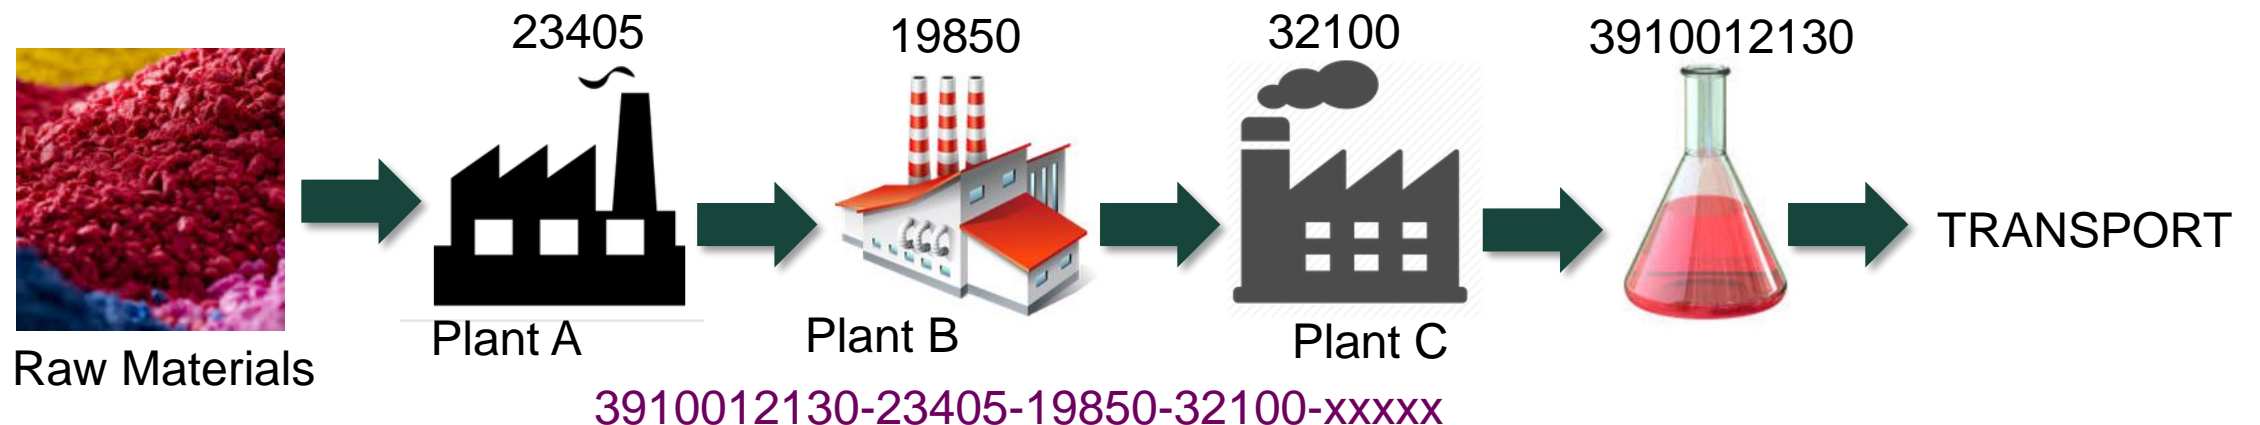 23405
19850
32100
3910012130
TRANSPORT
Plant A
Plant B
Plant C
Raw Materials
3910012130-23405-19850-32100-xxxxx